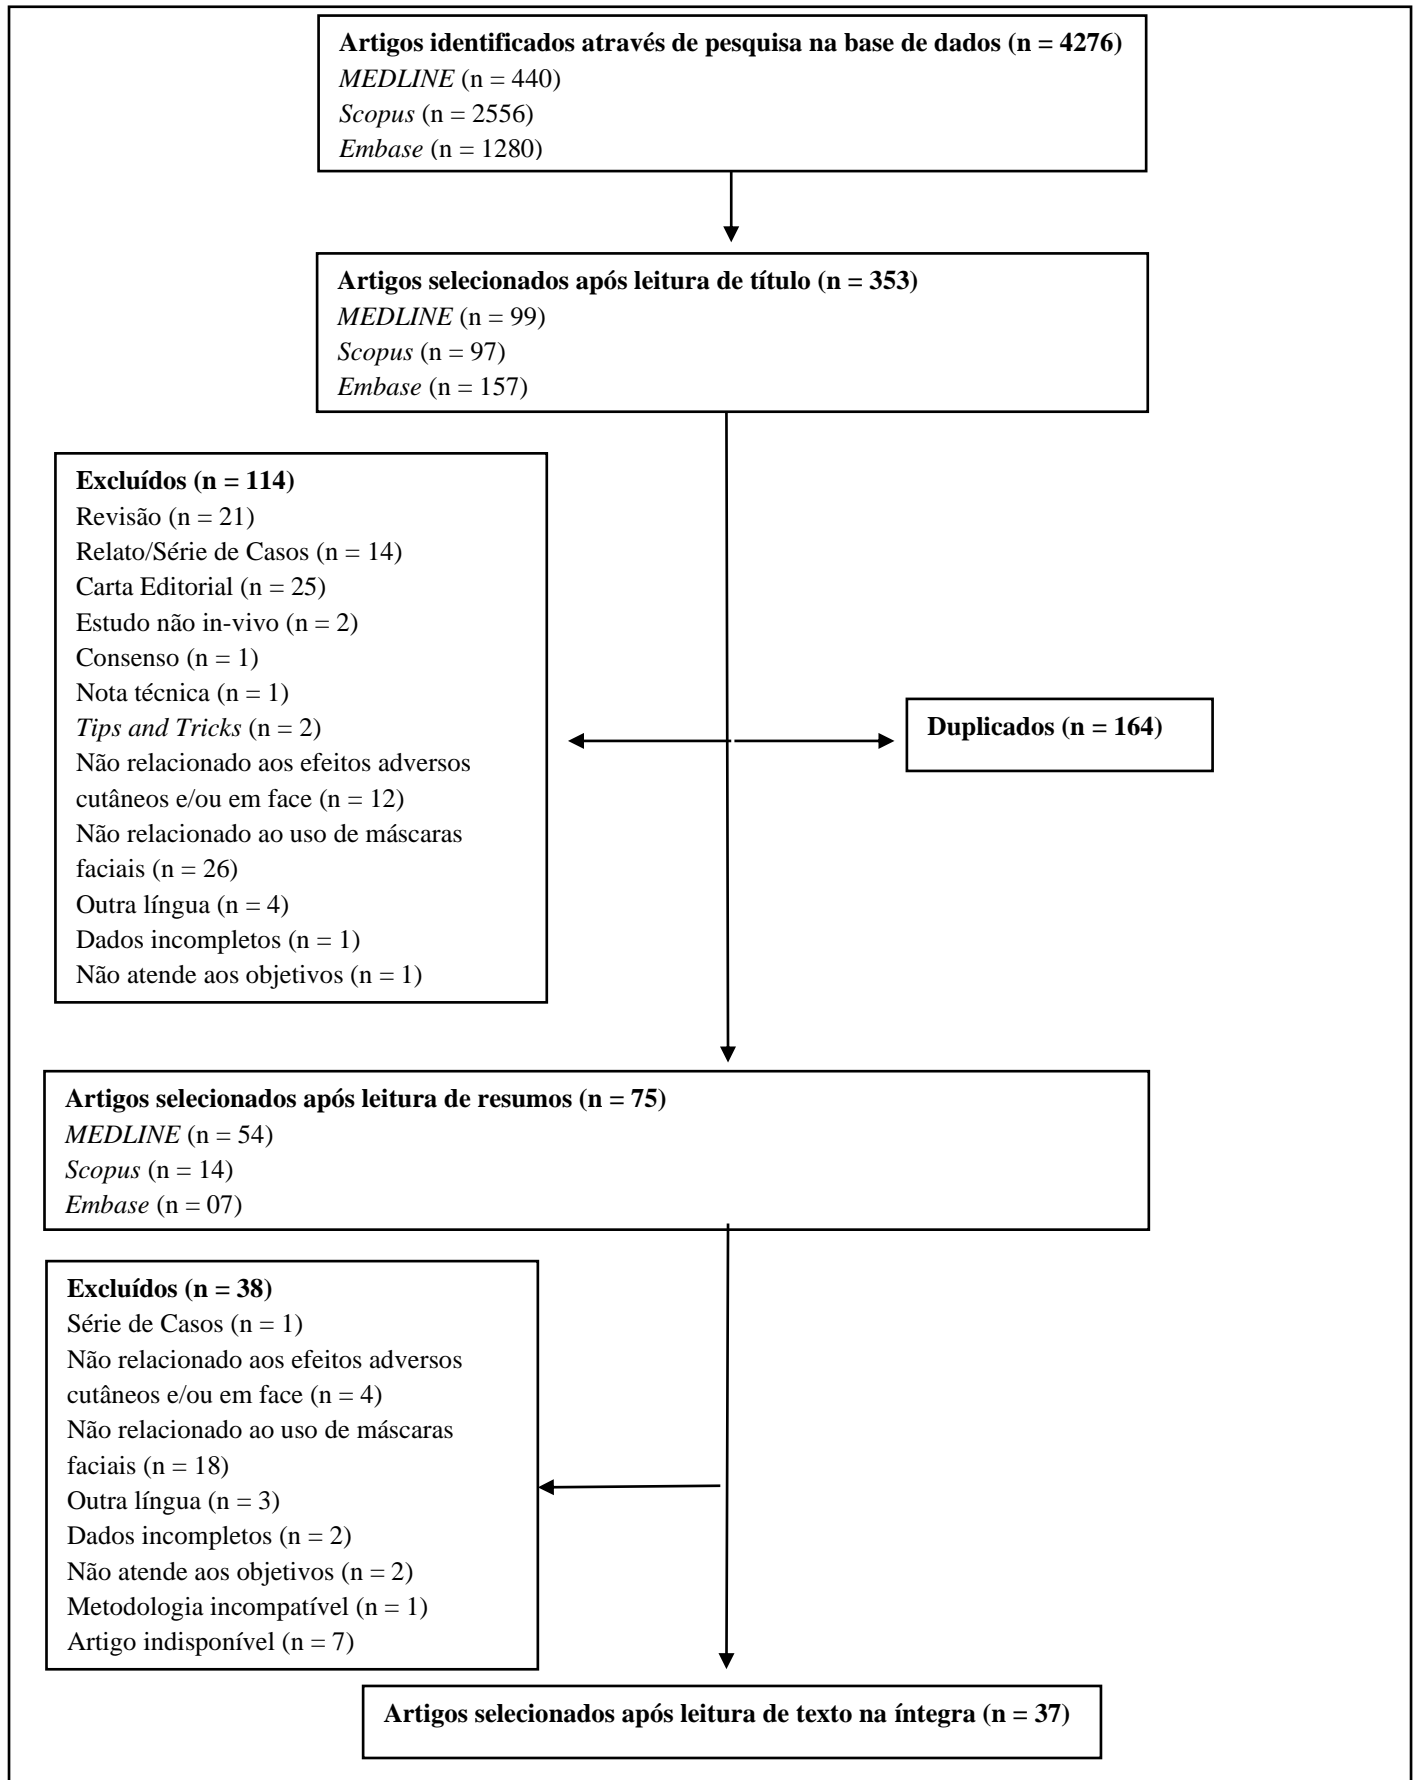 Artigos identificados através de pesquisa na base de dados (n = 4276)
MEDLINE (n = 440)
Scopus (n = 2556)
Embase (n = 1280)
Artigos selecionados após leitura de título (n = 353)
MEDLINE (n = 99)
Scopus (n = 97)
Embase (n = 157)
Excluídos (n = 114)
Revisão (n = 21)
Relato/Série de Casos (n = 14)
Carta Editorial (n = 25)
Estudo não in-vivo (n = 2)
Consenso (n = 1)
Nota técnica (n = 1)
Tips and Tricks (n = 2)
Não relacionado aos efeitos adversos
cutâneos e/ou em face (n = 12)
Não relacionado ao uso de máscaras
faciais (n = 26)
Outra língua (n = 4)
Dados incompletos (n = 1)
Não atende aos objetivos (n = 1)
Duplicados (n = 164)
Artigos selecionados após leitura de resumos (n = 75)
MEDLINE (n = 54)
Scopus (n = 14)
Embase (n = 07)
Excluídos (n = 38)
Série de Casos (n = 1)
Não relacionado aos efeitos adversos
cutâneos e/ou em face (n = 4)
Não relacionado ao uso de máscaras
faciais (n = 18)
Outra língua (n = 3)
Dados incompletos (n = 2)
Não atende aos objetivos (n = 2)
Metodologia incompatível (n = 1)
Artigo indisponível (n = 7)
Artigos selecionados após leitura de texto na íntegra (n = 37)